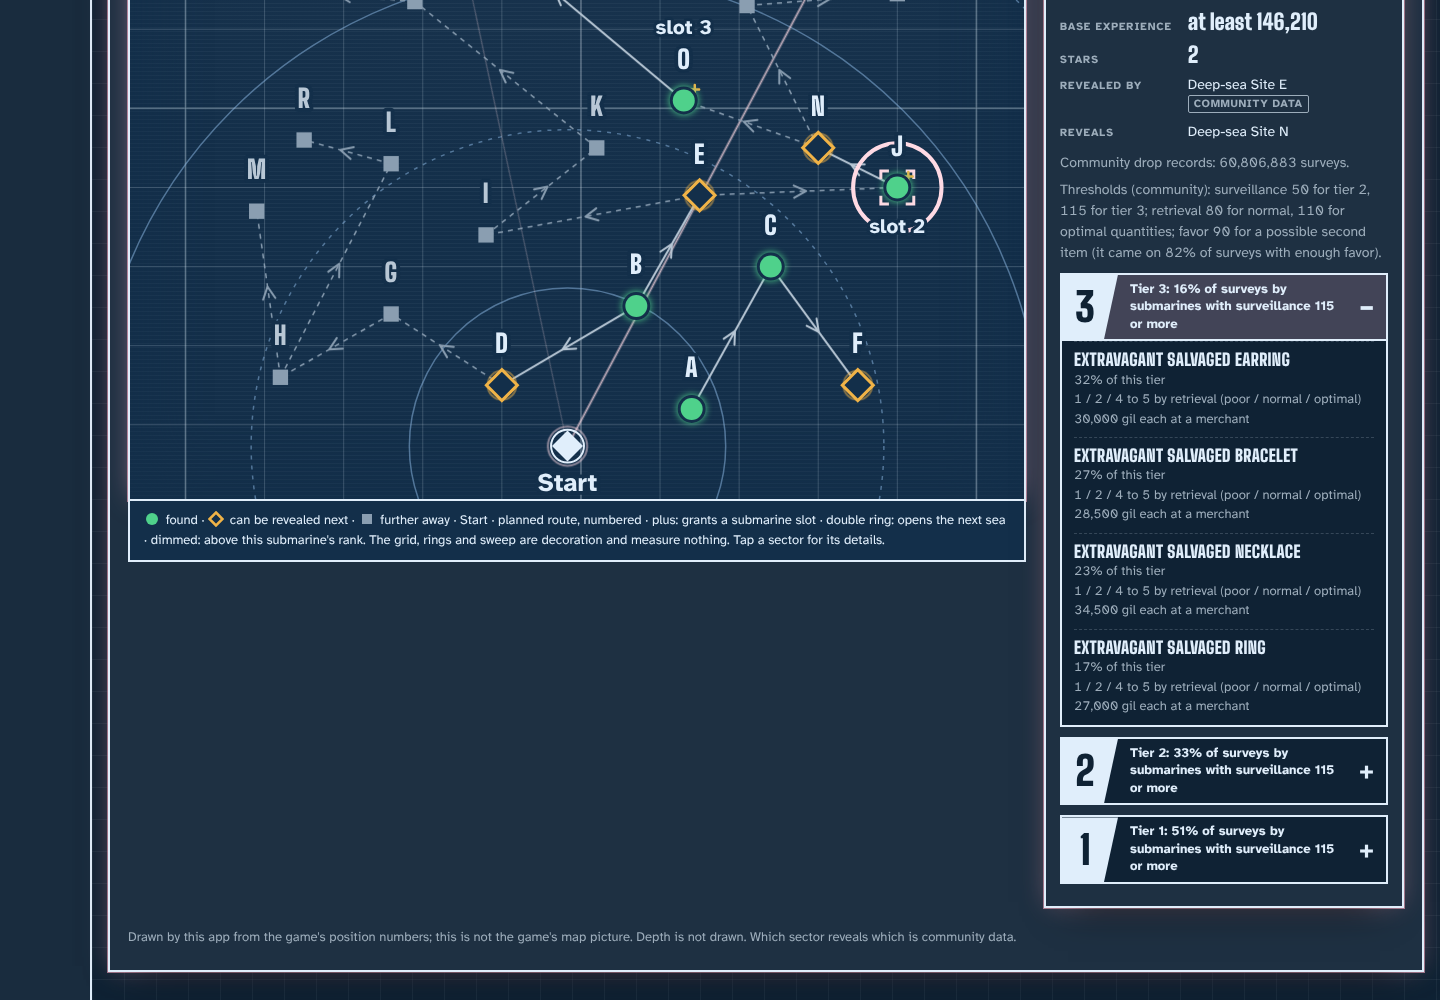 slot 3
O
R
L
K
N
J
M
E
I
slot 2
C
B
G
H
D
A
F
Start
found · can be revealed next · further away · Start · planned route, numbered · plus: grants a submarine slot · double ring: opens the next sea
· dimmed: above this submarine's rank. The grid, rings and sweep are decoration and measure nothing. Tap a sector for its details.
Drawn by this app from the game's position numbers; this is not the game's map picture. Depth is not drawn. Which sector reveals which is community data.
BASE EXPERIENCE at least 146,210
STARS 2
REVEALED BY Deep-sea Site E
COMMUNITY DATA
REVEALS Deep-sea Site N
Community drop records: 60,806,883 surveys.
Thresholds (community): surveillance 50 for tier 2,
115 for tier 3; retrieval 80 for normal, 110 for
optimal quantities; favor 90 for a possible second
item (it came on 82% of surveys with enough favor).
3
Tier 3: 16% of surveys by
submarines with surveillance 115
or more
−
EXTRAVAGANT SALVAGED EARRING
32% of this tier
1 / 2 / 4 to 5 by retrieval (poor / normal / optimal)
30,000 gil each at a merchant
EXTRAVAGANT SALVAGED BRACELET
27% of this tier
1 / 2 / 4 to 5 by retrieval (poor / normal / optimal)
28,500 gil each at a merchant
EXTRAVAGANT SALVAGED NECKLACE
23% of this tier
1 / 2 / 4 to 5 by retrieval (poor / normal / optimal)
34,500 gil each at a merchant
EXTRAVAGANT SALVAGED RING
17% of this tier
1 / 2 / 4 to 5 by retrieval (poor / normal / optimal)
27,000 gil each at a merchant
2
Tier 2: 33% of surveys by
submarines with surveillance 115
or more
+
1
Tier 1: 51% of surveys by
submarines with surveillance 115
or more
+